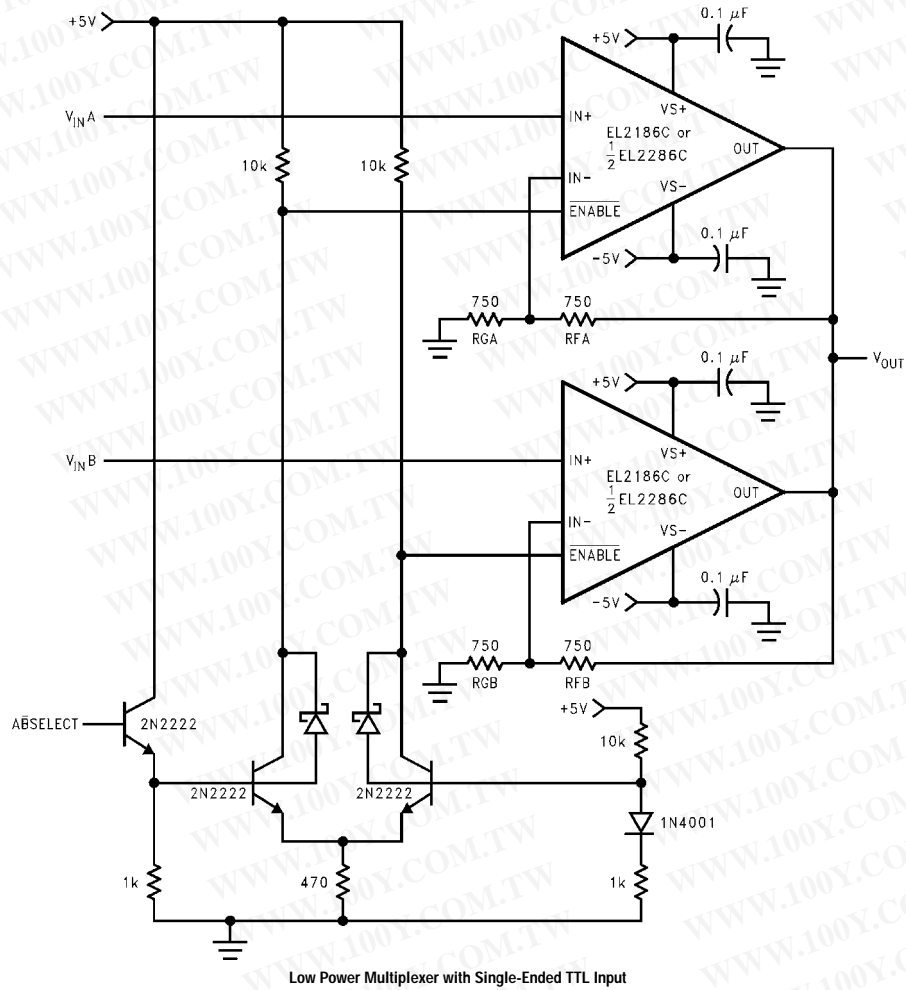 +5V
+5V
0.1 μF
V_IN A
IN+
VS+
EL2186C or
1/2 EL2286C
OUT
10k
10k
IN-
VS-
ENABLE
0.1 μF
-5V
750
750
RGA
RFA
0.1 μF
V_OUT
+5V
V_IN B
IN+
VS+
EL2186C or
1/2 EL2286C
OUT
IN-
VS-
ENABLE
0.1 μF
-5V
750
750
RGB
RFB
+5V
AB̅SELECT
2N2222
10k
2N2222
2N2222
1N4001
1k
470
1k
Low Power Multiplexer with Single-Ended TTL Input
WWW.100Y.COM.TW